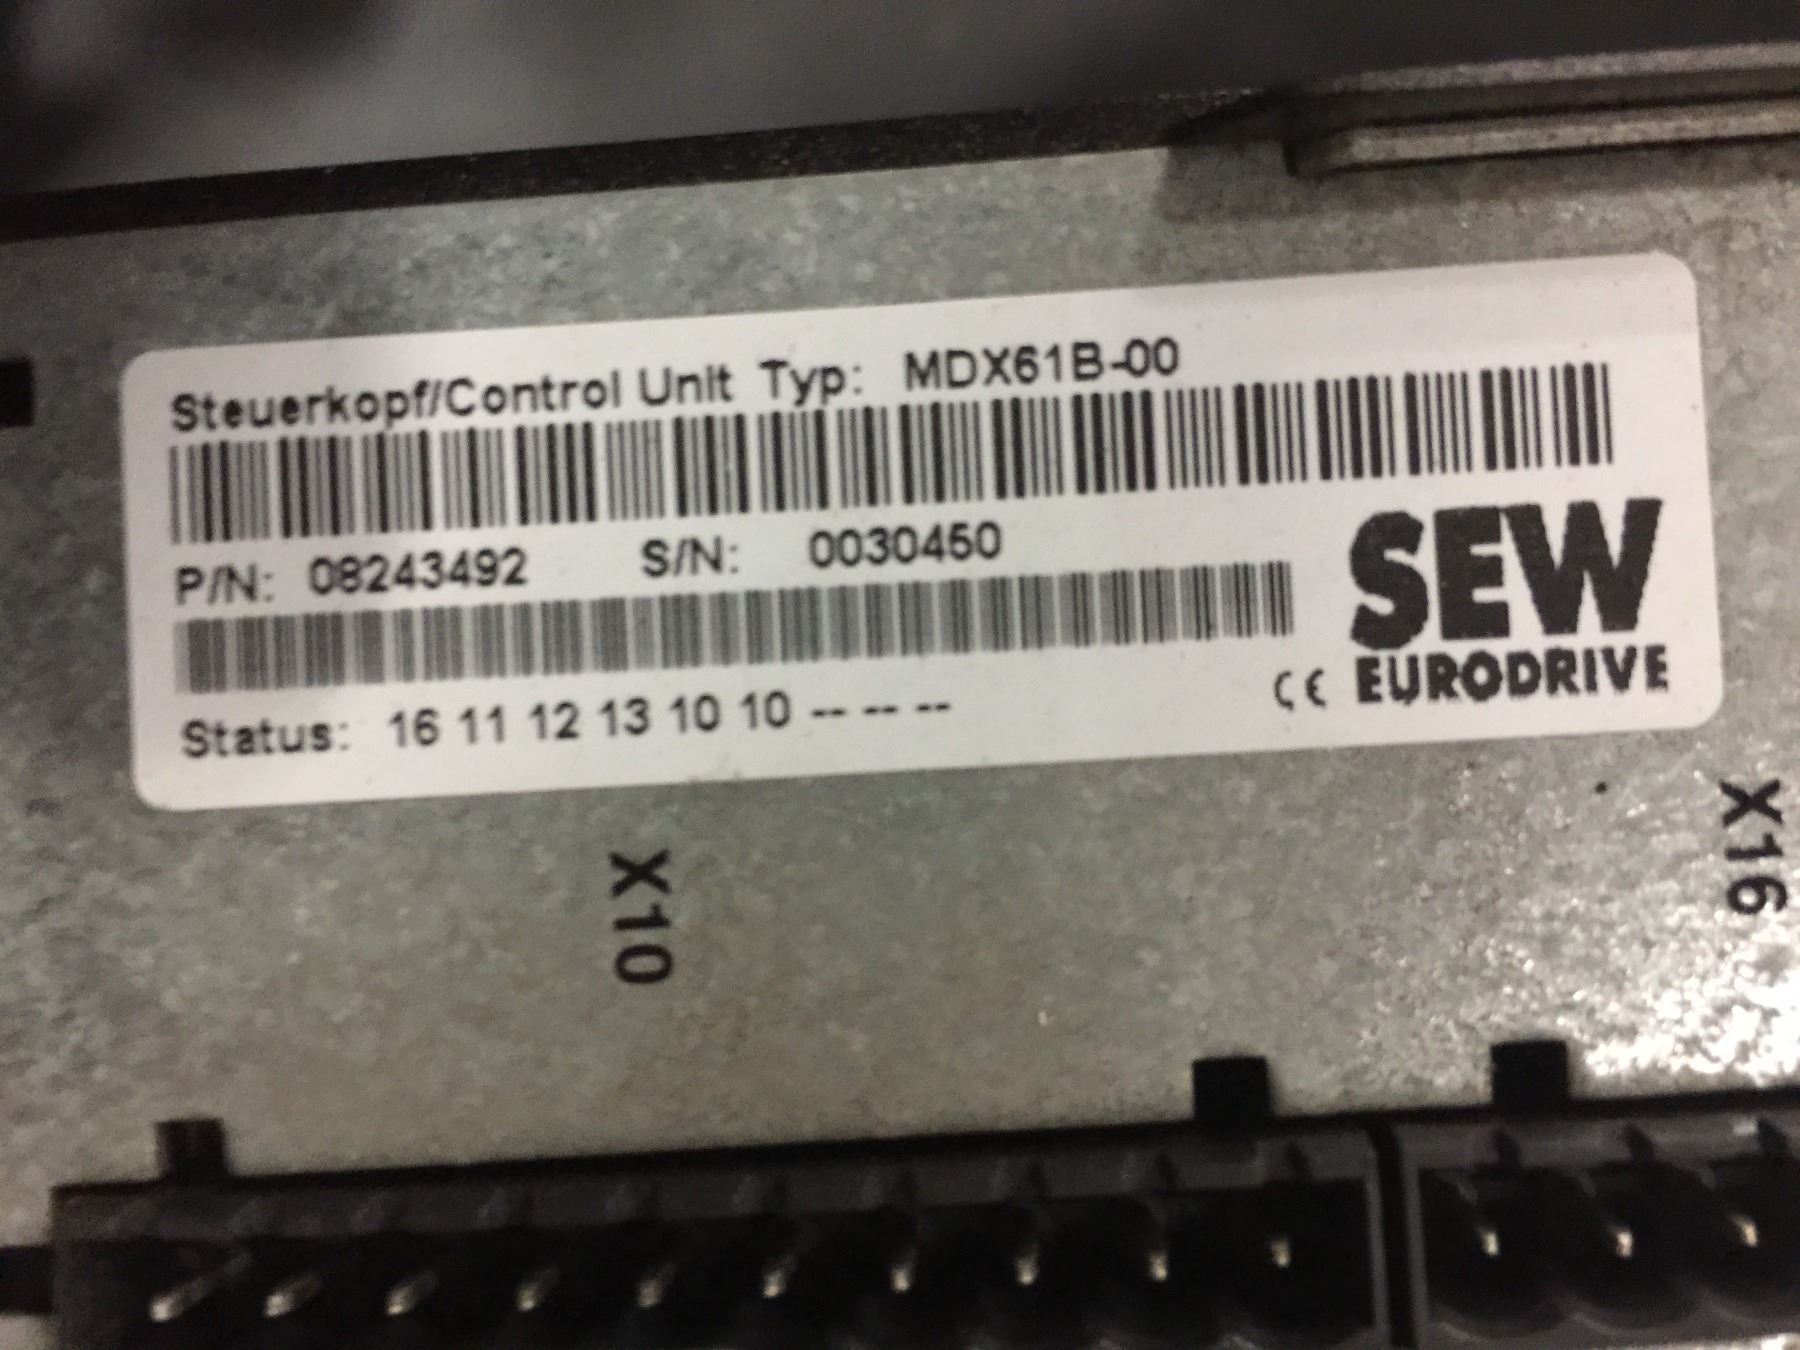 Steuerkopf/Control Unit Typ: MDX61B-00
P/N: 08243492 S/N: 0030450
SEW
EURODRIVE
CE
Status: 16 11 12 13 10 10 -- -- --
X10
X16